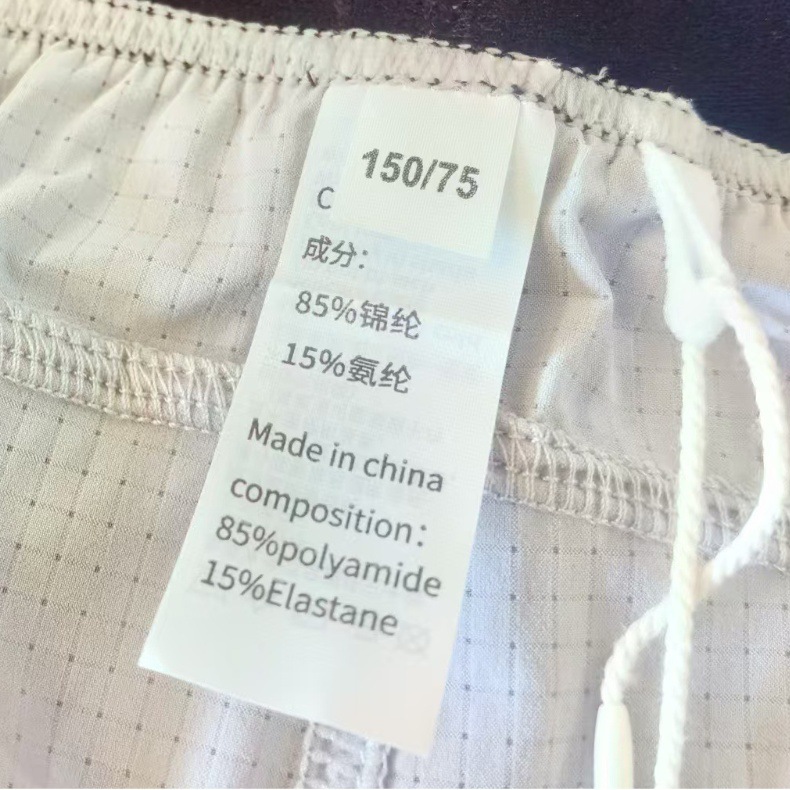 150/75
C
成分：
85%锦纶
15%氨纶
Made in china
composition：
85%polyamide
15%Elastane